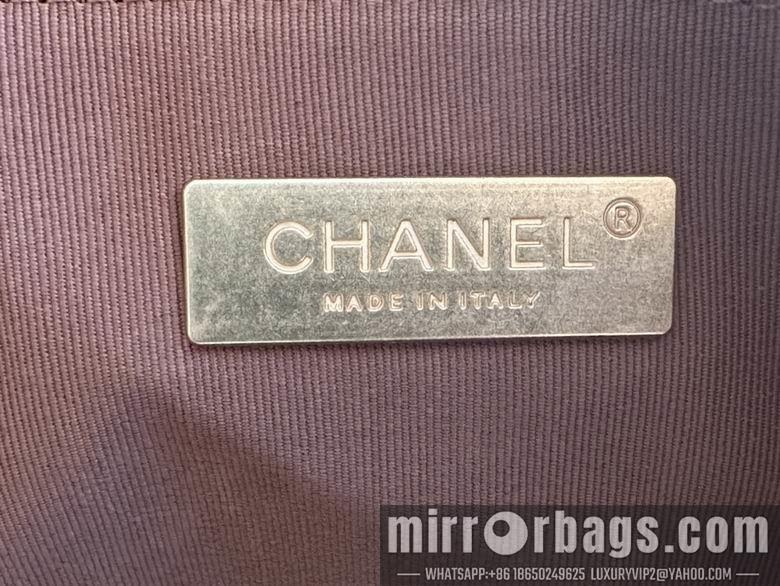 CHANEL®
MADE IN ITALY
mirrorbags.com
WHATSAPP:+86 18650249625 LUXURYVIP2@YAHOO.COM